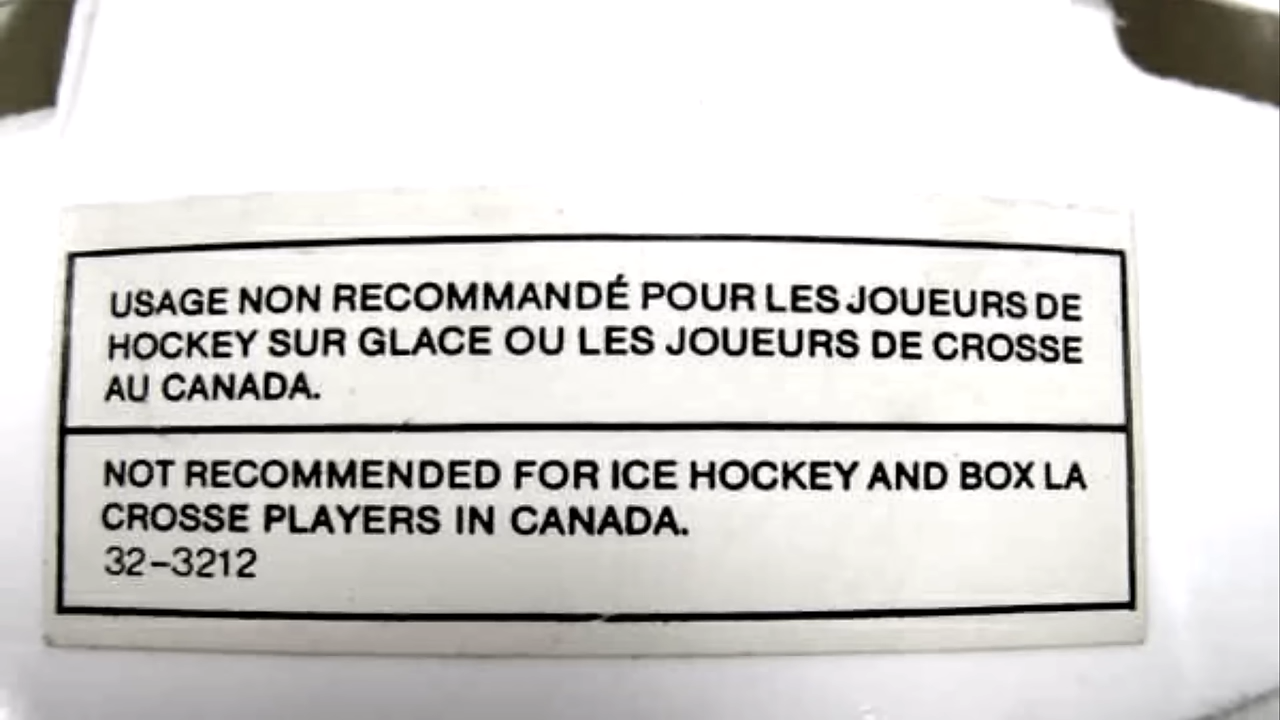 USAGE NON RECOMMANDÉ POUR LES JOUEURS DE
HOCKEY SUR GLACE OU LES JOUEURS DE CROSSE
AU CANADA.
NOT RECOMMENDED FOR ICE HOCKEY AND BOX LA
CROSSE PLAYERS IN CANADA.
32-3212